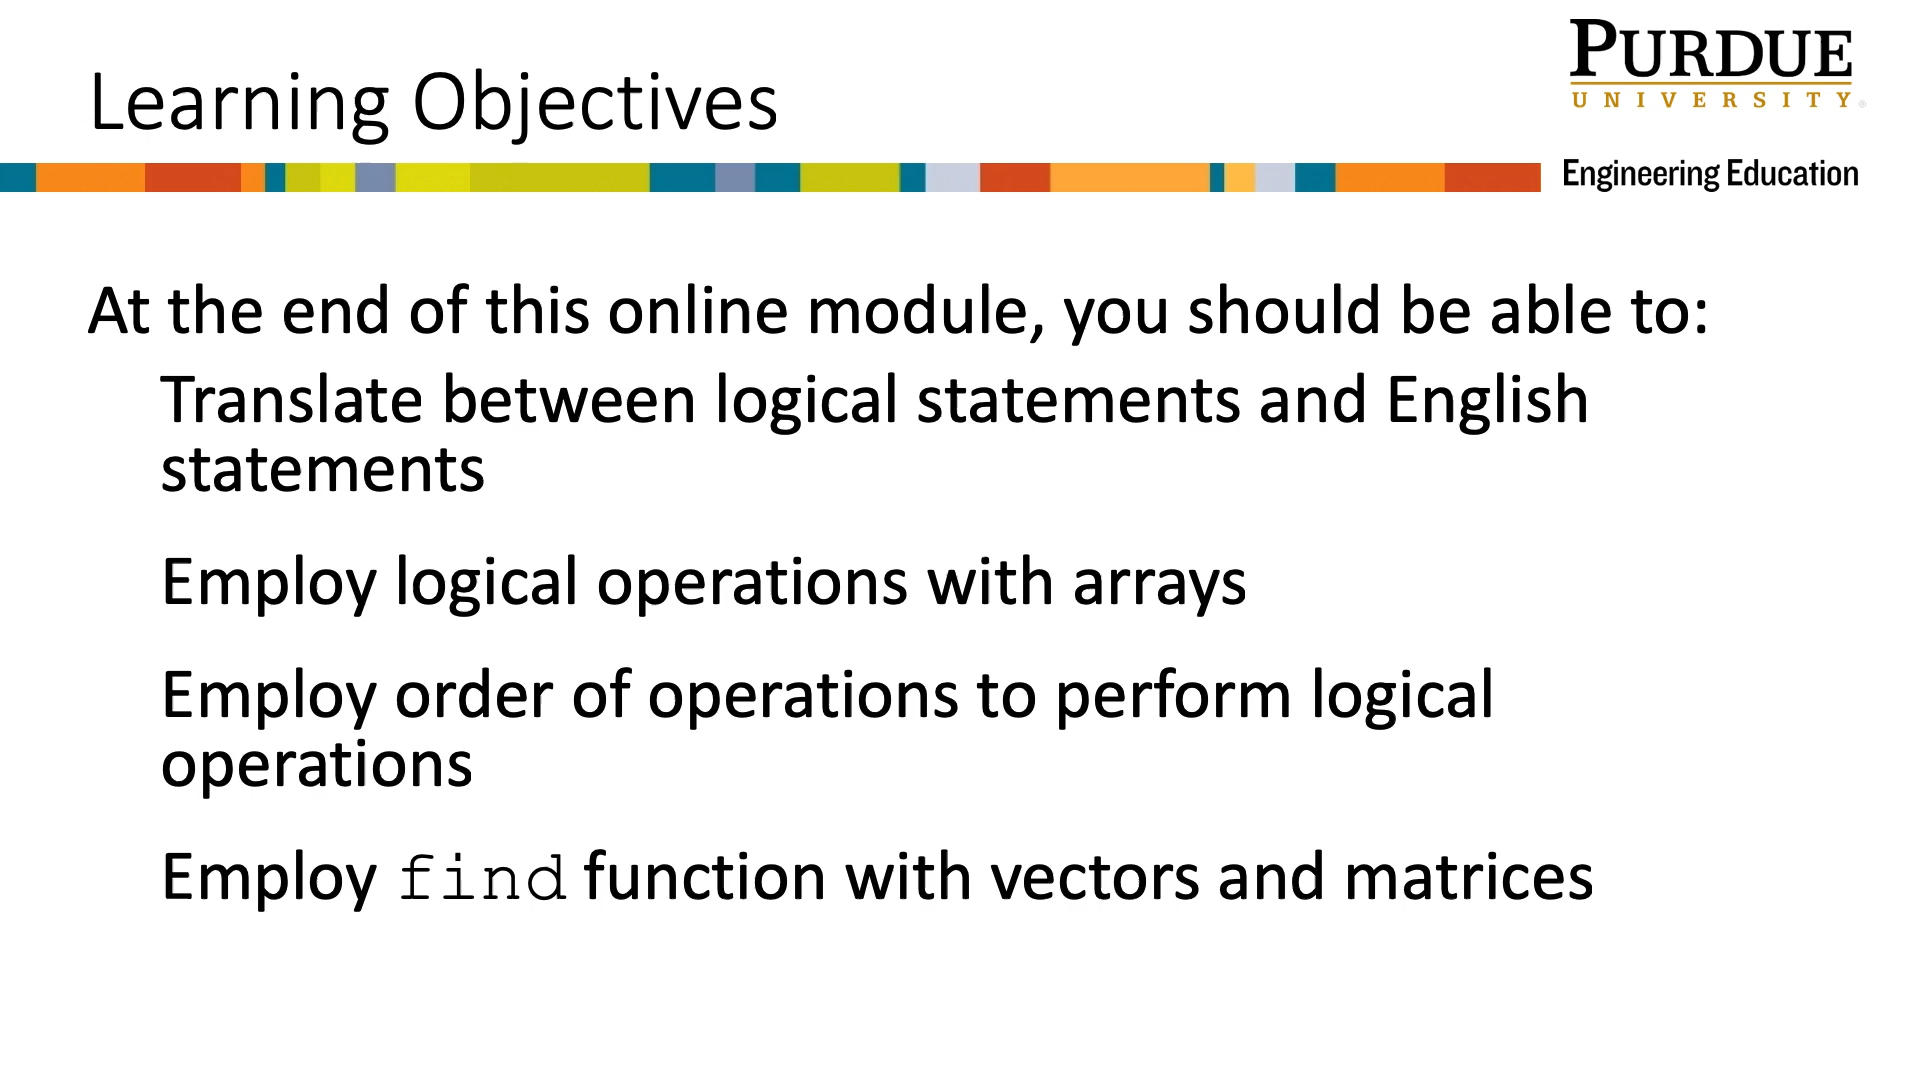 Learning Objectives
PURDUE
UNIVERSITY®
Engineering Education
At the end of this online module, you should be able to:
Translate between logical statements and English
statements
Employ logical operations with arrays
Employ order of operations to perform logical
operations
Employ find function with vectors and matrices